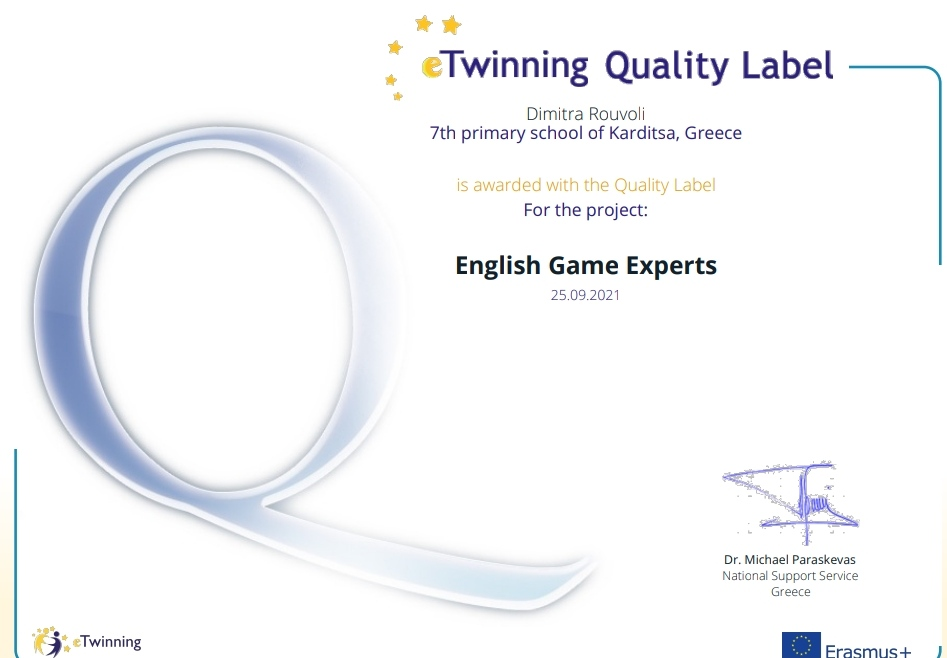 eTwinning Quality Label
Dimitra Rouvoli
7th primary school of Karditsa, Greece
is awarded with the Quality Label
For the project:
English Game Experts
25.09.2021
Dr. Michael Paraskevas
National Support Service
Greece
eTwinning
Erasmus+